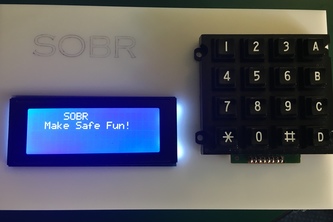 SOBR
SOBR
Make Safe Fun!
1 2 3 A
4 5 6 B
7 8 9 C
* 0 # D